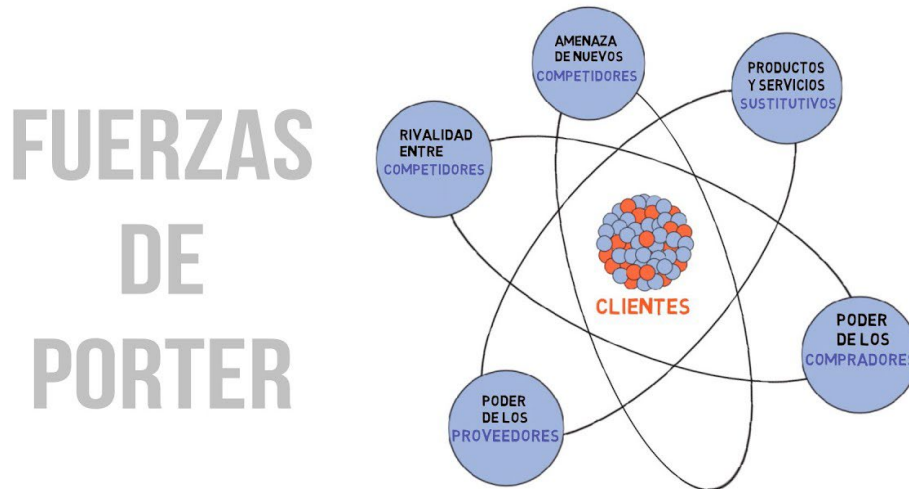 FUERZAS
DE
PORTER
AMENAZA
DE NUEVOS
COMPETIDORES
PRODUCTOS
Y SERVICIOS
SUSTITUTIVOS
RIVALIDAD
ENTRE
COMPETIDORES
CLIENTES
PODER
DE LOS
COMPRADORES
PODER
DE LOS
PROVEEDORES